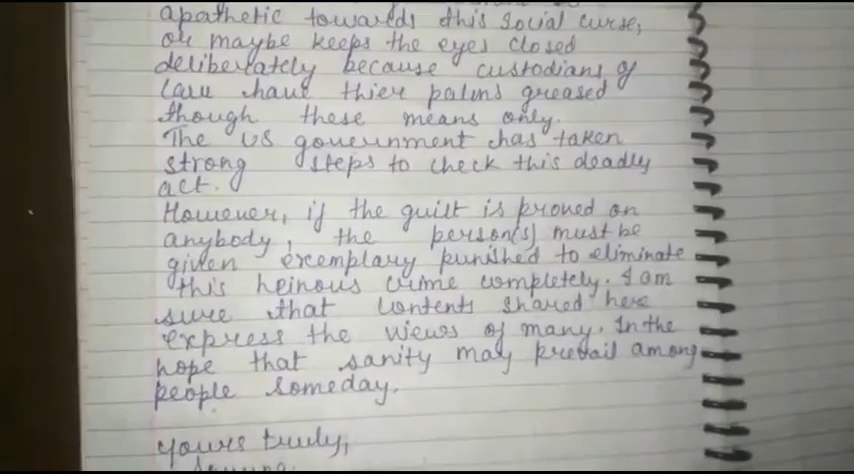 apathetic towards this social curse,
or maybe keeps the eyes closed
deliberately because custodians of
law have thier palms greased
though these means only.
The US government has taken
strong steps to check this deadly
act.
However, if the guilt is proved on
anybody, the person(s) must be
given exemplary punished to eliminate
this heinous crime completely. I am
sure that contents shared here
express the views of many. In the
hope that sanity may prevail among
people someday.
yours truly,